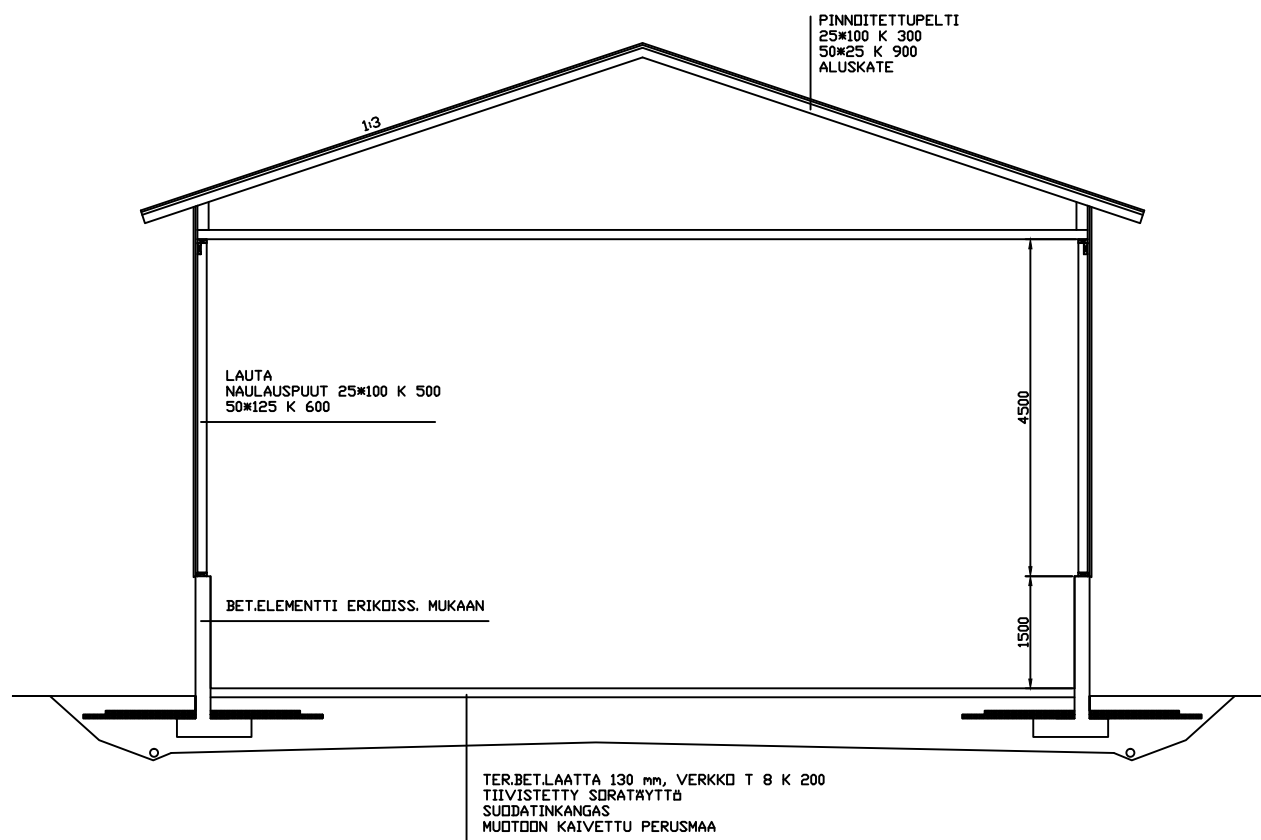 PINNOITETTUPELTI
25*100 K 300
50*25 K 900
ALUSKATE
1:3
LAUTA
NAULAUSPUUT 25*100 K 500
50*125 K 600
4500
BET.ELEMENTTI ERIKOISS. MUKAAN
1500
TER.BET.LAATTA 130 mm, VERKKO T 8 K 200
TIIVISTETTY SORATÄYTTÖ
SUODATINKANGAS
MUOTOON KAIVETTU PERUSMAA